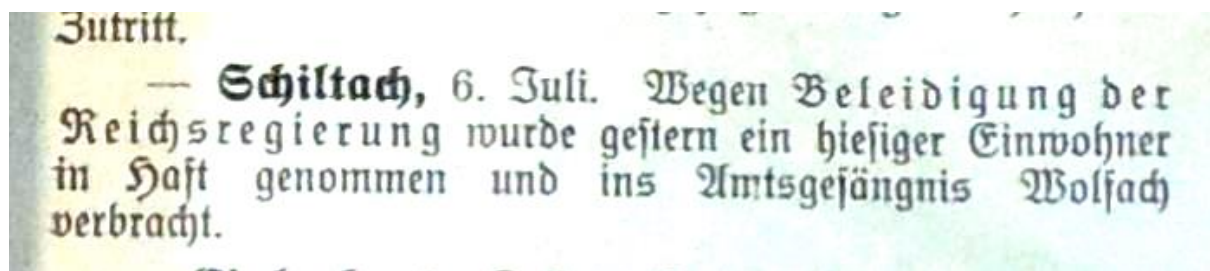 Zutritt.
— Schiltach, 6. Juli. Wegen Beleidigung der
Reichsregierung wurde gestern ein hiesiger Einwohner
in Haft genommen und ins Amtsgefängnis Wolfach
verbracht.